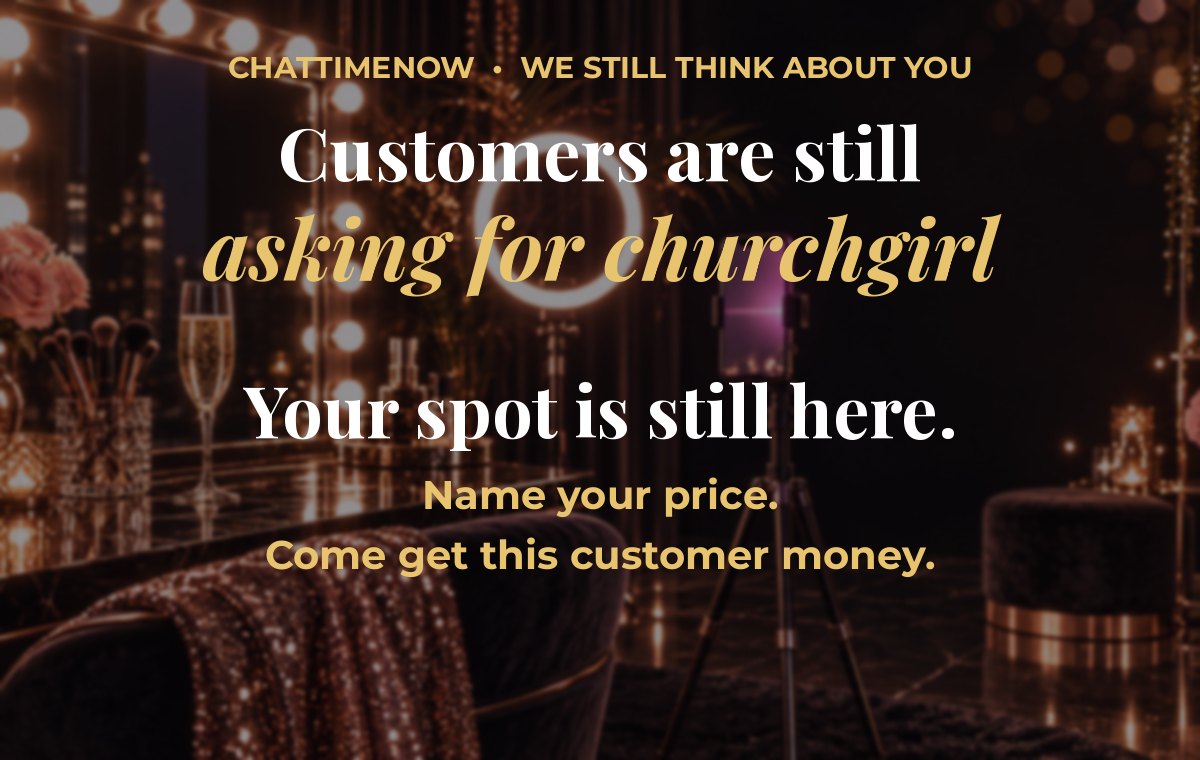 CHATTIMENOW • WE STILL THINK ABOUT YOU
Customers are still
asking for churchgirl
Your spot is still here.
Name your price.
Come get this customer money.